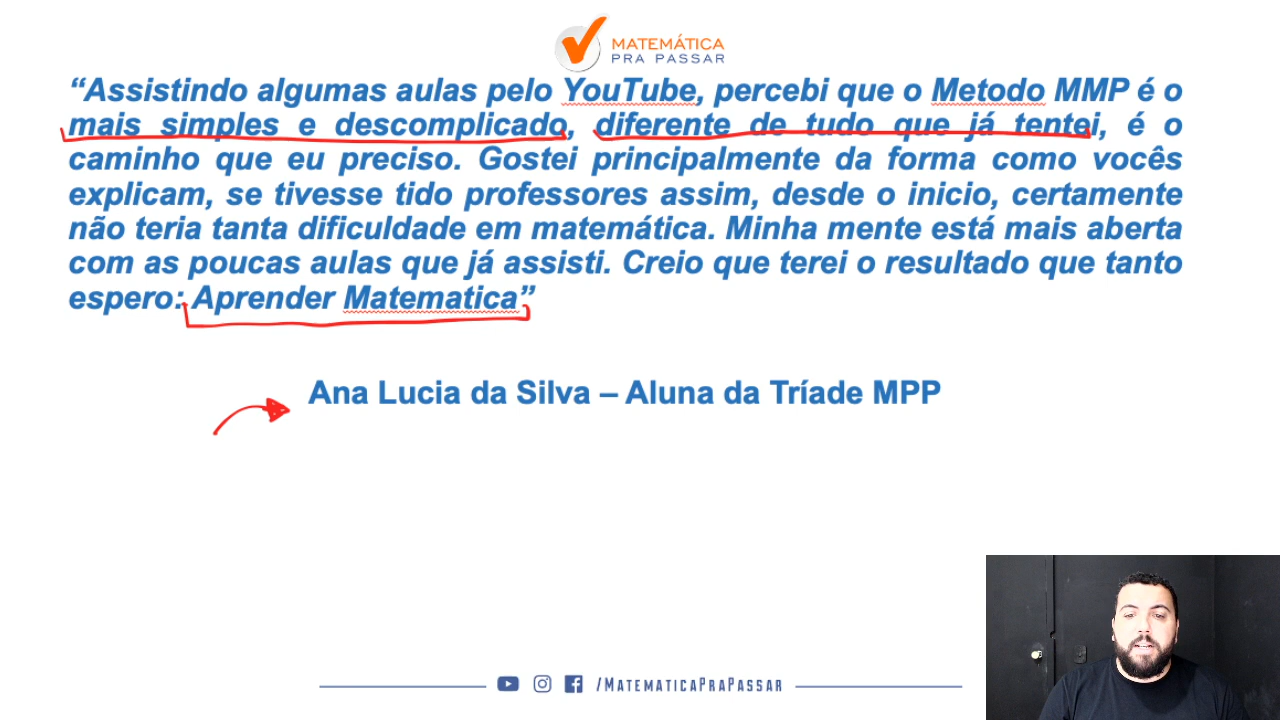 MATEMÁTICA
PRA PASSAR
“Assistindo algumas aulas pelo YouTube, percebi que o Metodo MMP é o
mais simples e descomplicado, diferente de tudo que já tentei, é o
caminho que eu preciso. Gostei principalmente da forma como vocês
explicam, se tivesse tido professores assim, desde o inicio, certamente
não teria tanta dificuldade em matemática. Minha mente está mais aberta
com as poucas aulas que já assisti. Creio que terei o resultado que tanto
espero: Aprender Matematica”
Ana Lucia da Silva – Aluna da Tríade MPP
/MATEMATICAPRAPASSAR